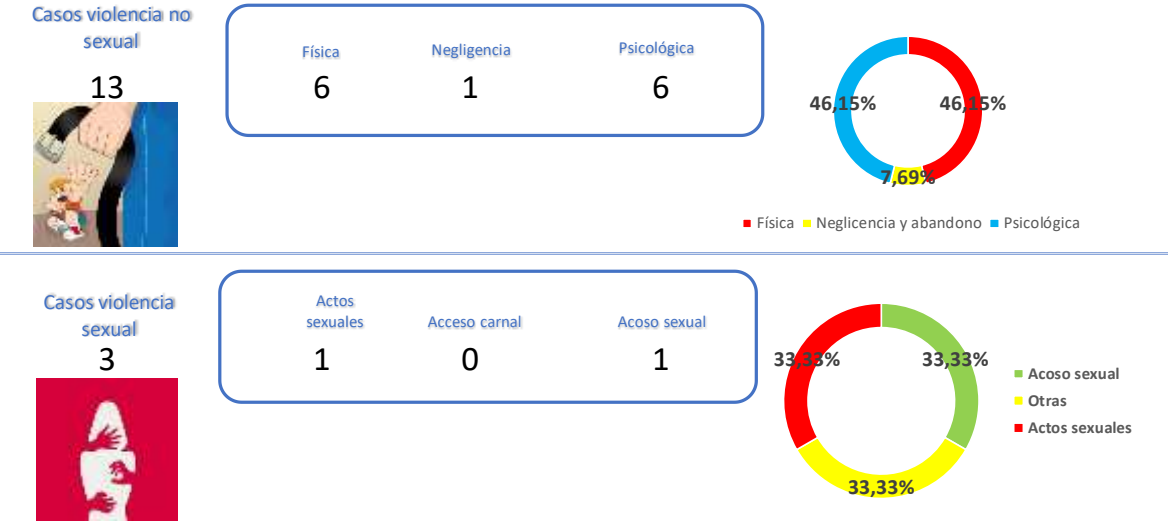 Casos violencia no
sexual
13
Física
Negligencia
Psicológica
6
1
6
46,15%
46,15%
7,69%
Física
Neglicencia y abandono
Psicológica
Casos violencia
sexual
3
Actos
sexuales
Acceso carnal
Acoso sexual
1
0
1
33,33%
33,33%
33,33%
Acoso sexual
Otras
Actos sexuales